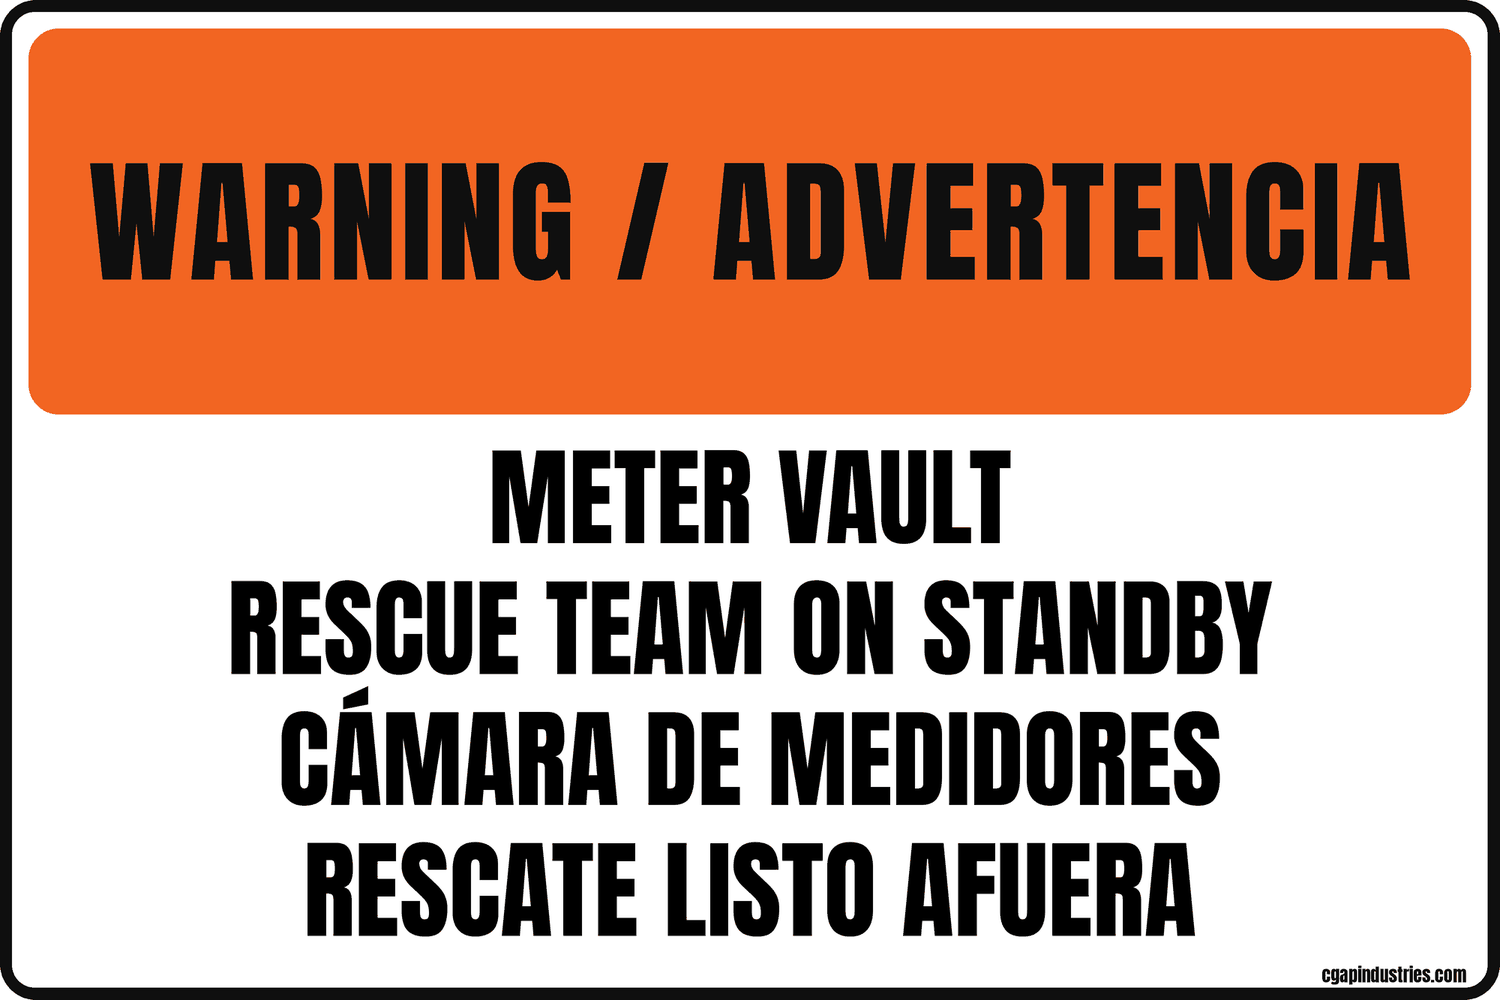 WARNING / ADVERTENCIA
METER VAULT
RESCUE TEAM ON STANDBY
CÁMARA DE MEDIDORES
RESCATE LISTO AFUERA
cgapindustries.com